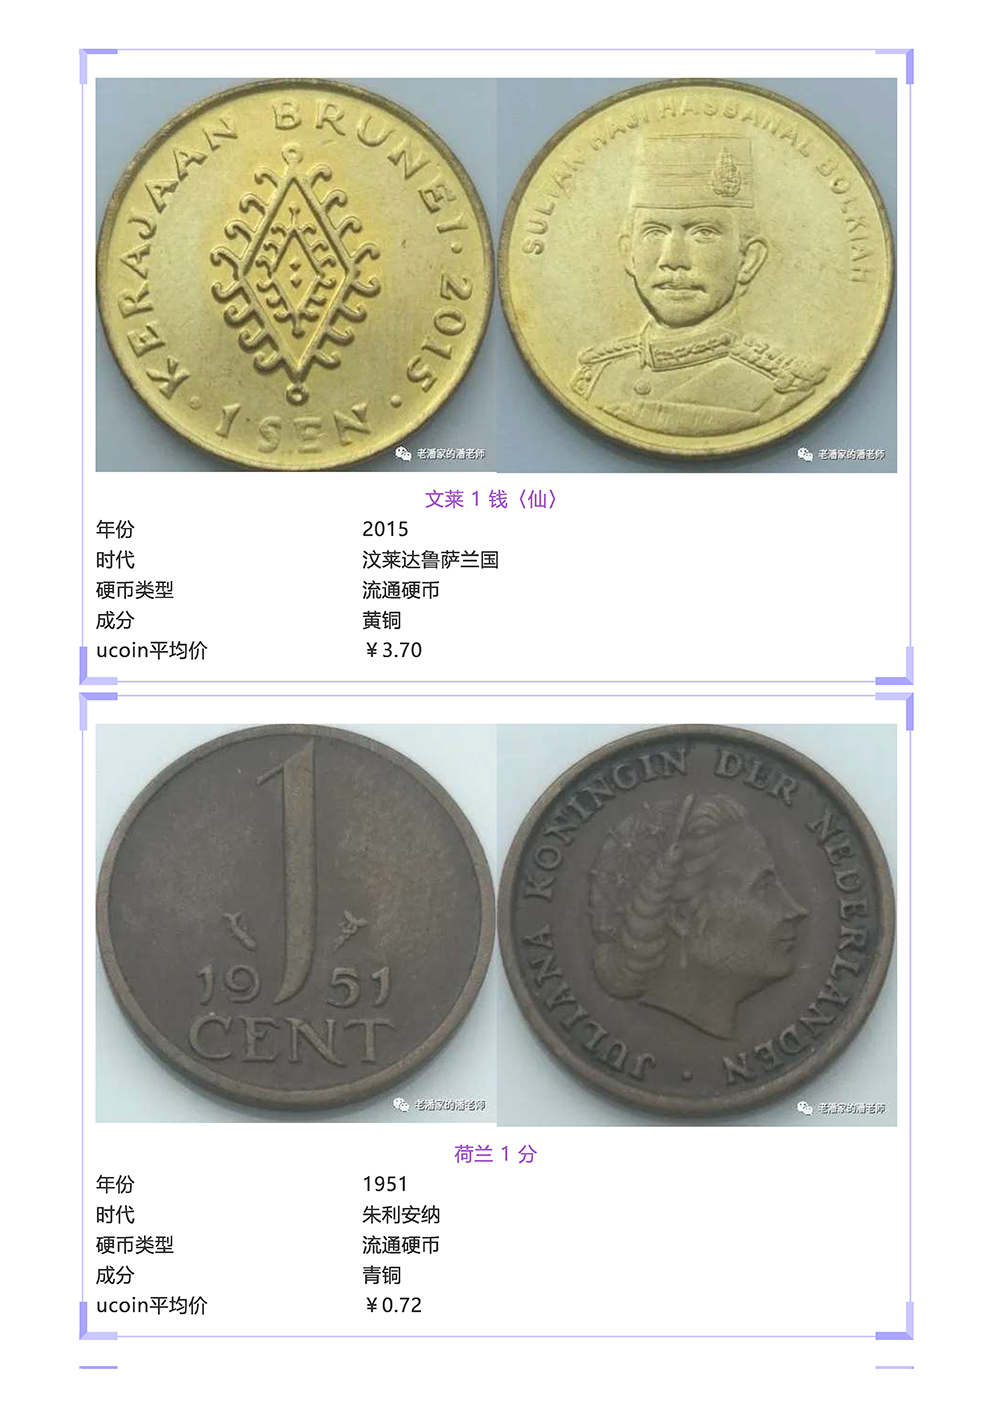 KERAJAAN BRUNEI · 2015 ·
1 SEN
SULTAN HAJI HASSANAL BOLKIAH
老潘家的潘老师
老潘家的潘老师
文莱 1 钱〈仙〉
年份 2015
时代 汶莱达鲁萨兰国
硬币类型 流通硬币
成分 黄铜
ucoin平均价 ￥3.70
1
19 51
CENT
JULIANA KONINGIN DER NEDERLANDEN ·
老潘家的潘老师
老潘家的潘老师
荷兰 1 分
年份 1951
时代 朱利安纳
硬币类型 流通硬币
成分 青铜
ucoin平均价 ￥0.72